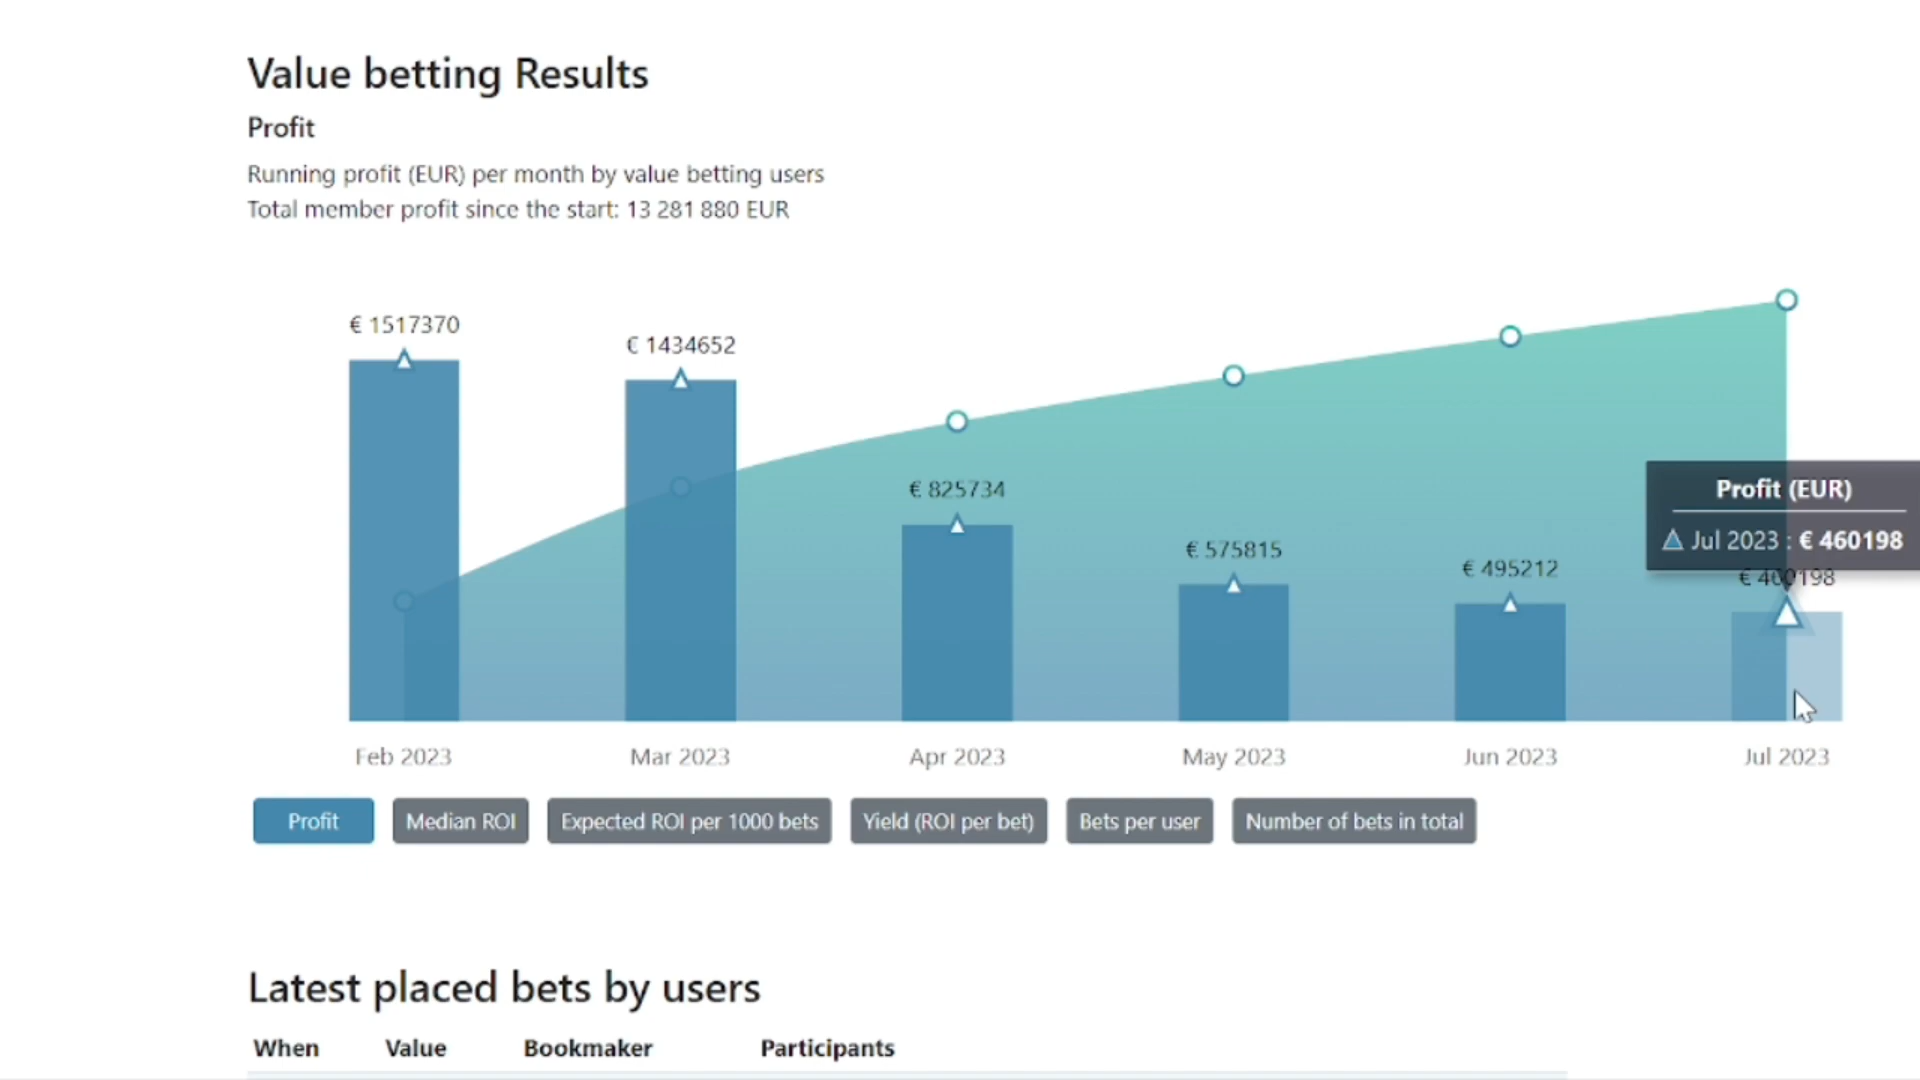 Value betting Results
Profit
Running profit (EUR) per month by value betting users
Total member profit since the start: 13 281 880 EUR
€ 1517370
€ 1434652
€ 825734
€ 575815
€ 495212
Profit (EUR)
Jul 2023 : € 460198
€ 460198
Feb 2023
Mar 2023
Apr 2023
May 2023
Jun 2023
Jul 2023
Profit
Median ROI
Expected ROI per 1000 bets
Yield (ROI per bet)
Bets per user
Number of bets in total
Latest placed bets by users
When Value Bookmaker Participants